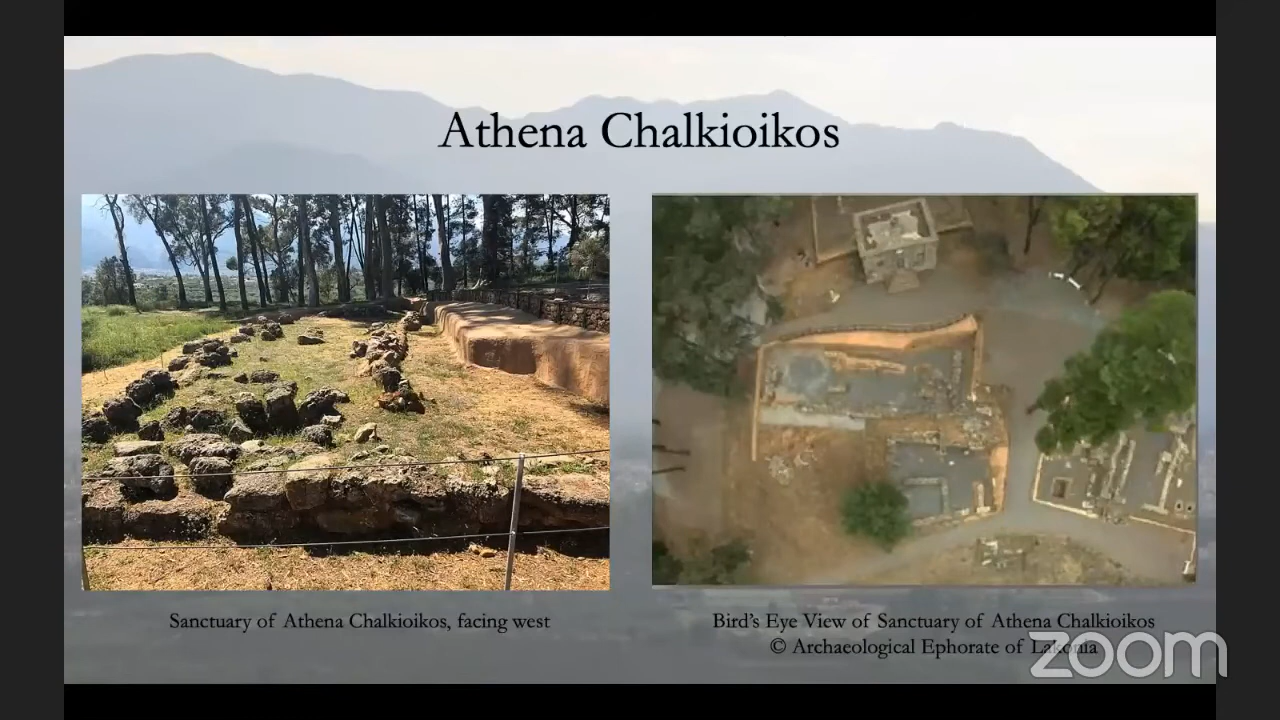 Athena Chalkioikos
Sanctuary of Athena Chalkioikos, facing west
Bird's Eye View of Sanctuary of Athena Chalkioikos
© Archaeological Ephorate of Lakonia
zoom